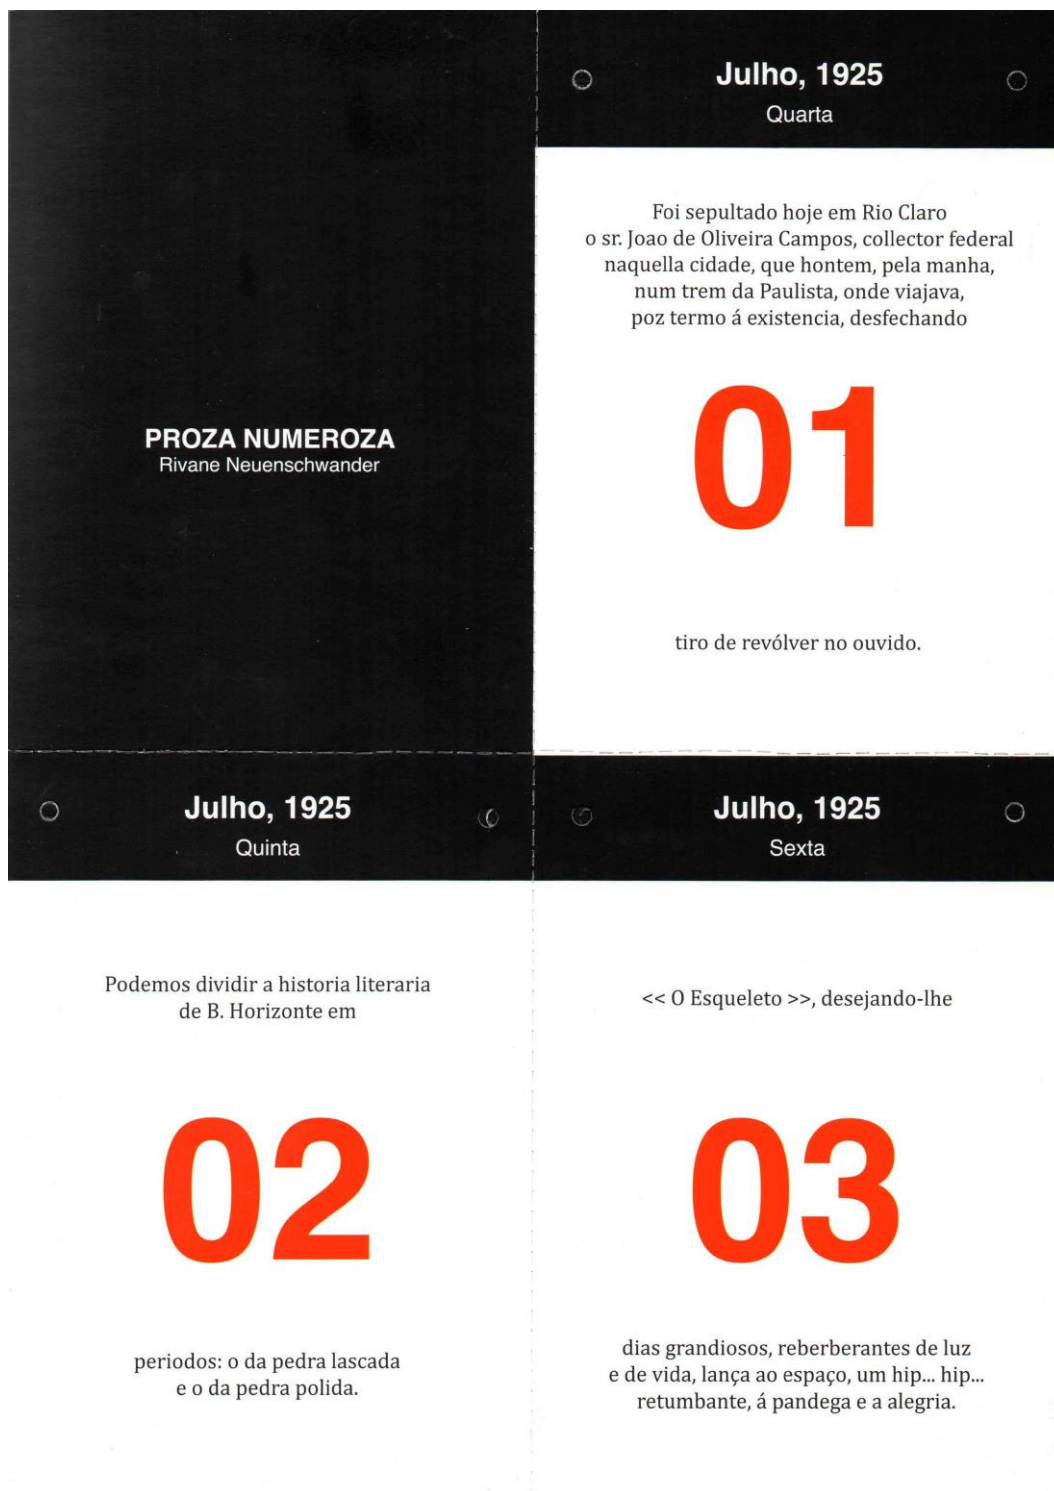 PROZA NUMEROZA
Rivane Neuenschwander
Julho, 1925
Quarta
Foi sepultado hoje em Rio Claro
o sr. Joao de Oliveira Campos, collector federal
naquella cidade, que hontem, pela manha,
num trem da Paulista, onde viajava,
poz termo á existencia, desfechando
01
tiro de revólver no ouvido.
Julho, 1925
Quinta
Podemos dividir a historia literaria
de B. Horizonte em
02
periodos: o da pedra lascada
e o da pedra polida.
Julho, 1925
Sexta
<< O Esqueleto >>, desejando-lhe
03
dias grandiosos, reberberantes de luz
e de vida, lança ao espaço, um hip... hip...
retumbante, á pandega e a alegria.